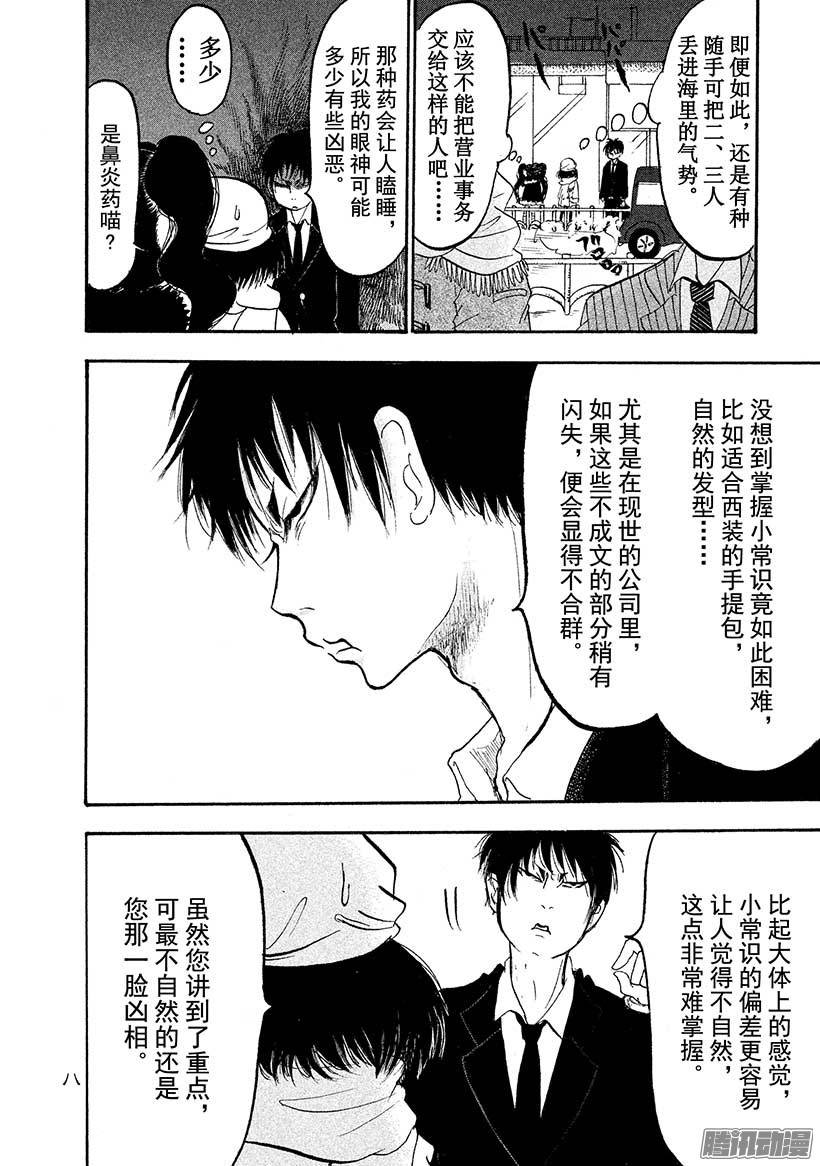 即便如此，还是有种
随手可把二、三人
丢进海里的气势。
应该不能把营业事务
交给这样的人吧……
ブロロロ
那种药会让人瞌睡，
所以我的眼神可能
多少有些凶恶。
多少
……
是鼻炎药喵？
没想到掌握小常识竟如此困难，
比如适合西装的手提包，
自然的发型……
尤其是在现世的公司里，
如果这些不成文的部分稍有
闪失，便会显得不合群。
比起大体上的感觉，
小常识的偏差更容易
让人觉得不自然，
这点非常难掌握。
虽然您讲到了重点，
可最不自然的还是
您那一脸凶相。
八
腾讯动漫